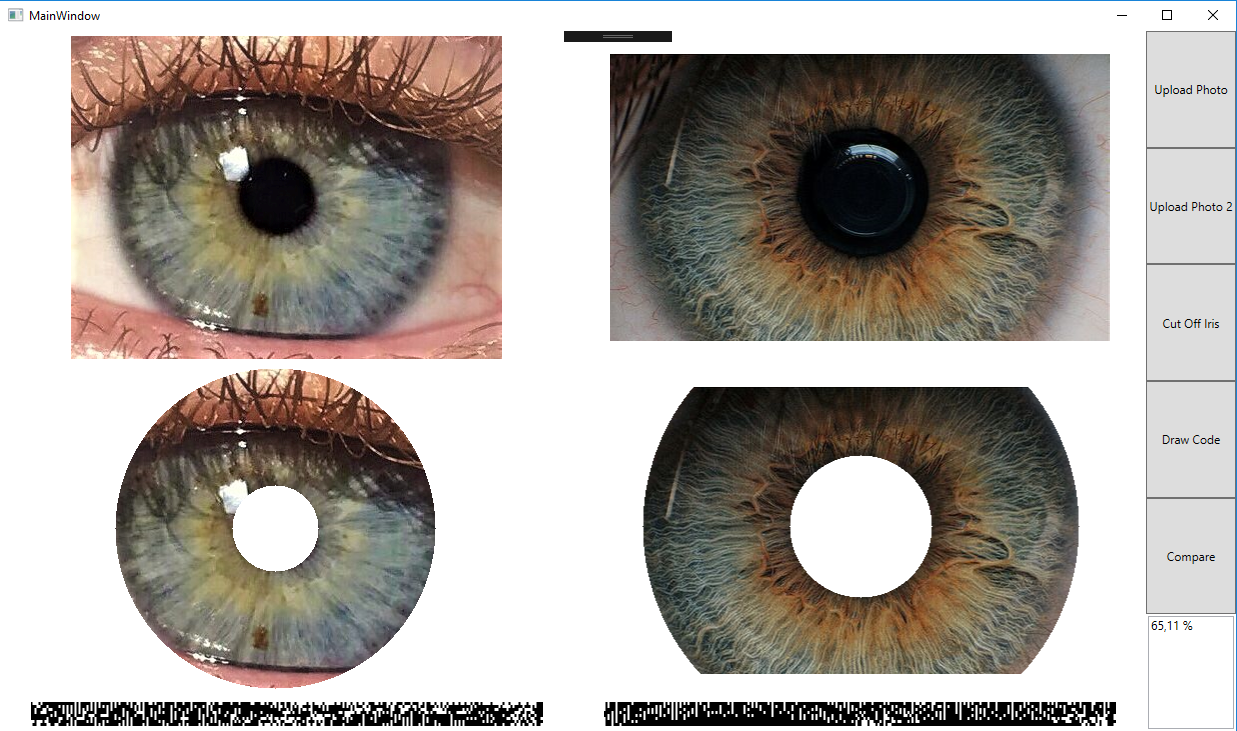 MainWindow
Upload Photo
Upload Photo 2
Cut Off Iris
Draw Code
Compare
65,11 %